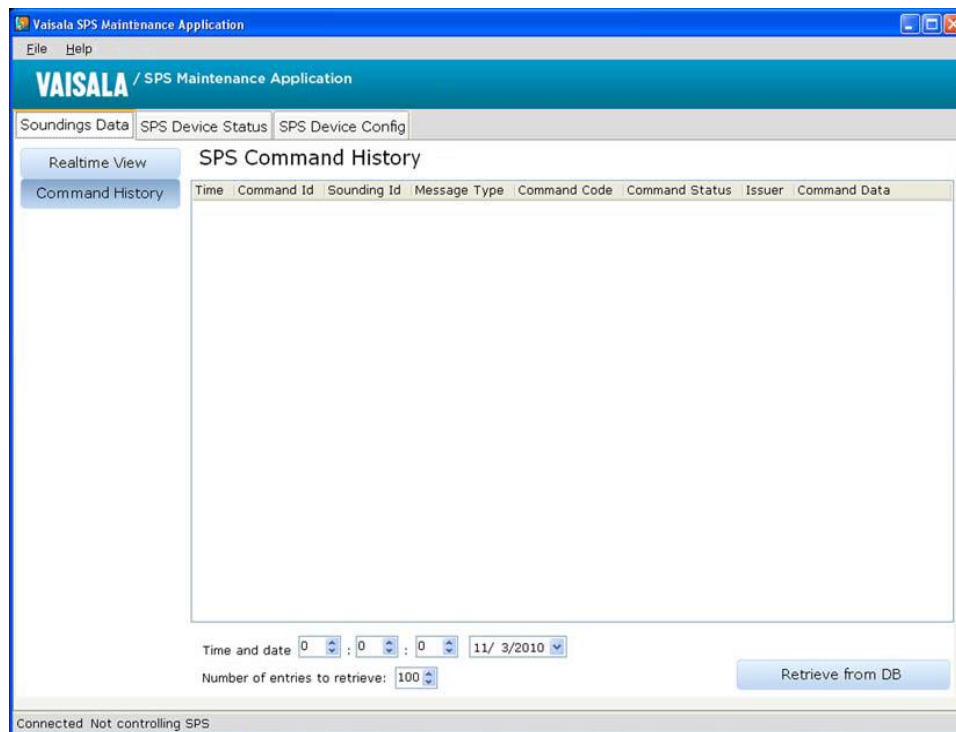 Vaisala SPS Maintenance Application
File Help
VAISALA / SPS Maintenance Application
Soundings Data SPS Device Status SPS Device Config
Realtime View
Command History
SPS Command History
Time Command Id Sounding Id Message Type Command Code Command Status Issuer Command Data
Time and date 0 : 0 : 0 11/ 3/2010
Number of entries to retrieve: 100
Retrieve from DB
Connected Not controlling SPS